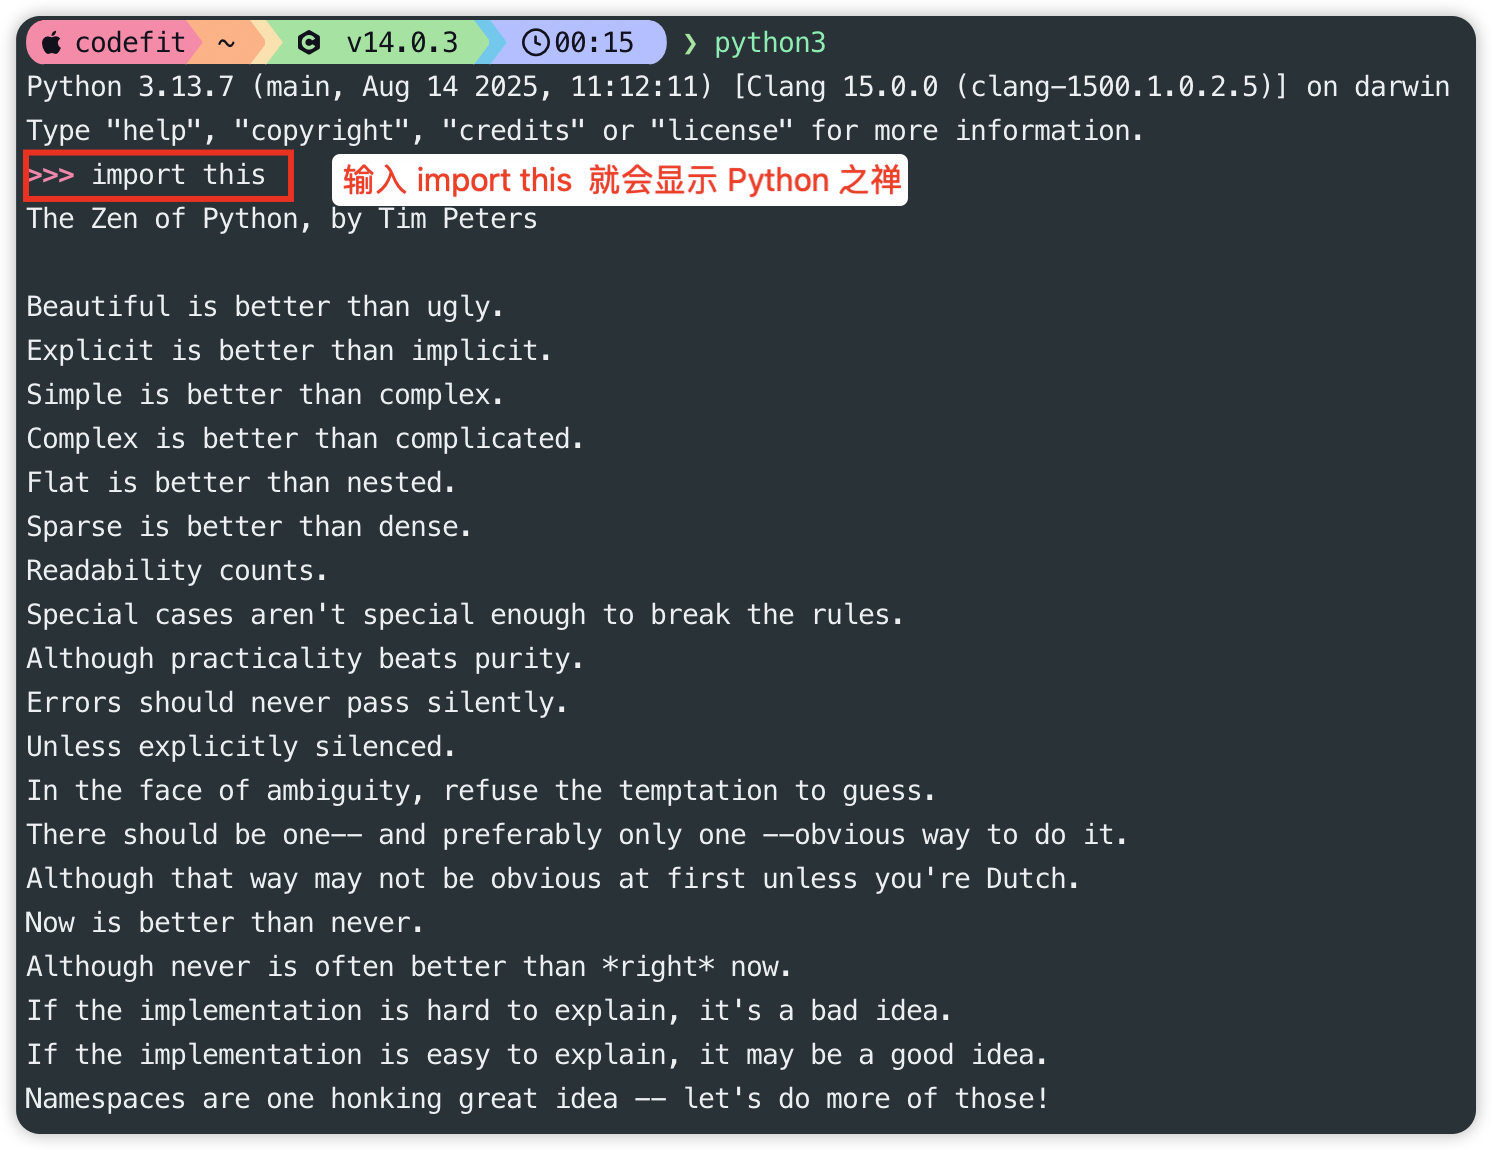 codefit ~ C v14.0.3 00:15 ❯ python3
Python 3.13.7 (main, Aug 14 2025, 11:12:11) [Clang 15.0.0 (clang-1500.1.0.2.5)] on darwin
Type "help", "copyright", "credits" or "license" for more information.
>>> import this
输入 import this 就会显示 Python 之禅
The Zen of Python, by Tim Peters
Beautiful is better than ugly.
Explicit is better than implicit.
Simple is better than complex.
Complex is better than complicated.
Flat is better than nested.
Sparse is better than dense.
Readability counts.
Special cases aren't special enough to break the rules.
Although practicality beats purity.
Errors should never pass silently.
Unless explicitly silenced.
In the face of ambiguity, refuse the temptation to guess.
There should be one-- and preferably only one --obvious way to do it.
Although that way may not be obvious at first unless you're Dutch.
Now is better than never.
Although never is often better than *right* now.
If the implementation is hard to explain, it's a bad idea.
If the implementation is easy to explain, it may be a good idea.
Namespaces are one honking great idea -- let's do more of those!